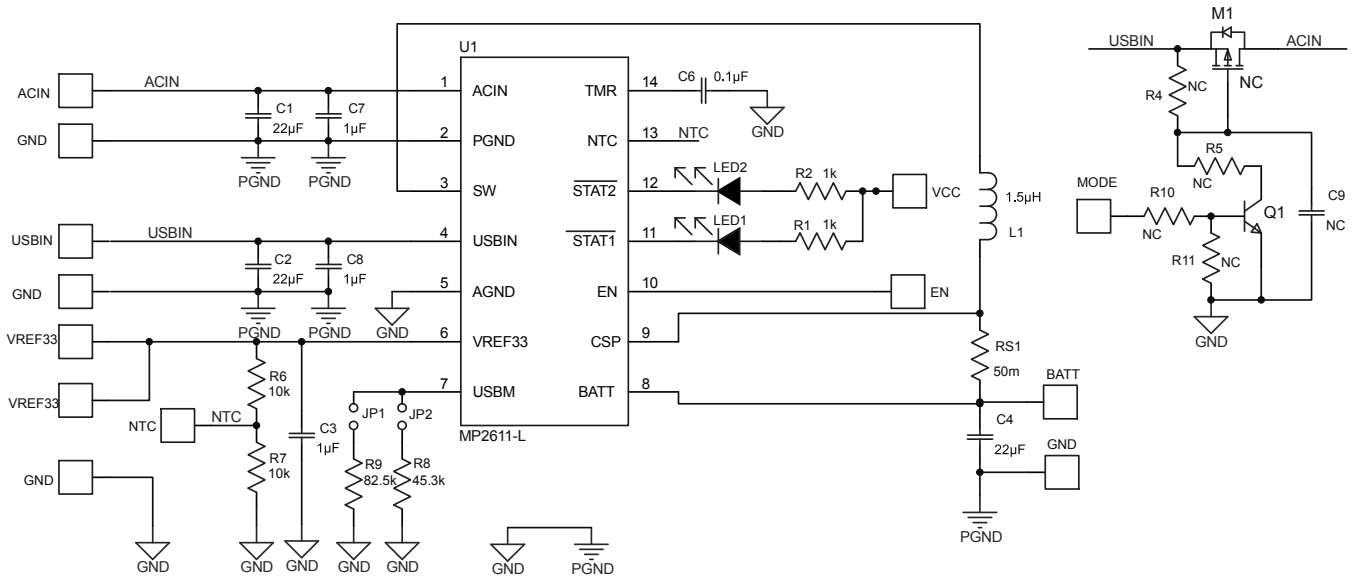 M1
USBIN
ACIN
NC
R4
NC
R5
NC
MODE
R10
NC
Q1
C9
NC
R11
NC
GND
U1
ACIN
ACIN
1
ACIN
C1
22µF
C7
1µF
GND
2
PGND
PGND
PGND
3
SW
USBIN
USBIN
4
USBIN
C2
22µF
C8
1µF
GND
5
AGND
PGND
PGND
GND
VREF33
6
VREF33
R6
10k
7
USBM
VREF33
JP1
JP2
NTC
NTC
C3
1µF
R7
10k
MP2611-L
R9
82.5k
R8
45.3k
GND
GND
GND
GND
GND
GND
GND
PGND
TMR
14
C6
0.1µF
GND
NTC
13
NTC
STAT2
12
LED2
R2
1k
VCC
STAT1
11
LED1
R1
1k
1.5µH
L1
EN
10
EN
CSP
9
RS1
50m
BATT
8
BATT
C4
22µF
GND
PGND